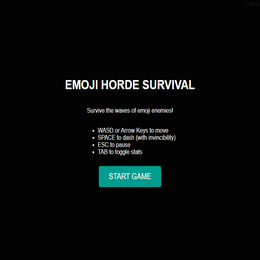 EMOJI HORDE SURVIVAL
Survive the waves of emoji enemies!
• WASD or Arrow Keys to move
• SPACE to dash (with invincibility)
• ESC to pause
• TAB to toggle stats
START GAME